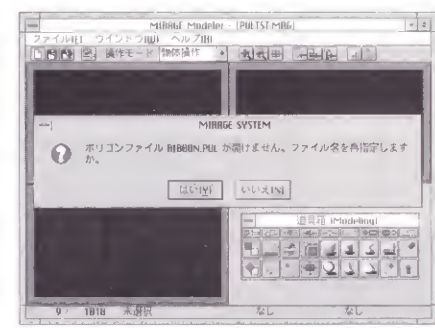 MIRAGE Modeler - [PULTST.MBG]
ファイル(F) ウインドウ(W) ヘルプ(H)
操作モード 物体操作
MIRAGE SYSTEM
ポリゴンファイル RIBBON.PUL が開けません。ファイル名を再指定します
か。
はい(Y) いいえ(N)
道具箱 (Modeling)
9 / 1818 未選択 なし なし